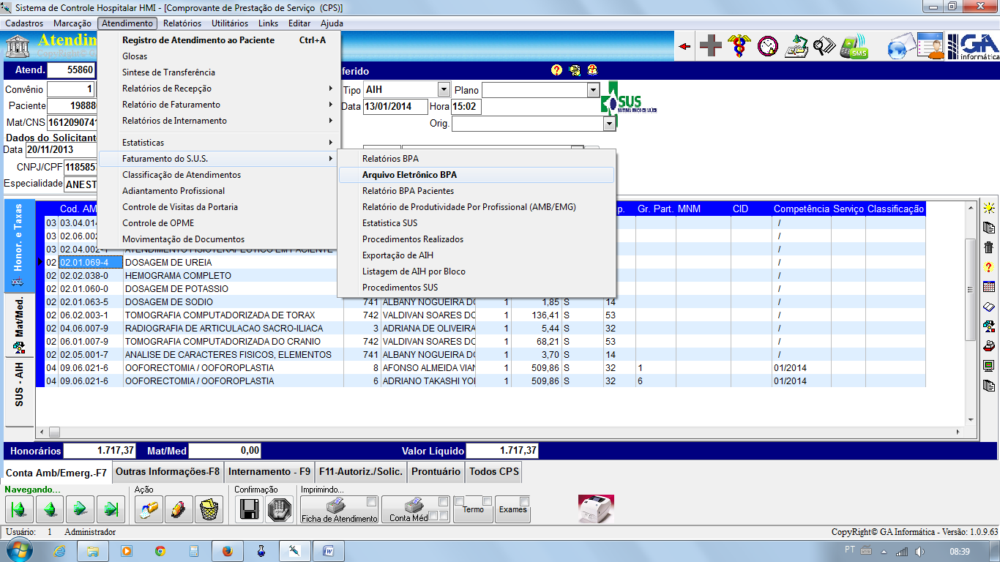 Sistema de Controle Hospitalar HMI - [Comprovante de Prestação de Serviço (CPS)]
Cadastros Marcação Atendimento Relatórios Utilitários Links Editar Ajuda
Atendim
Registro de Atendimento ao Paciente Ctrl+A
Glosas
Sintese de Transferência
Relatórios de Recepção
Relatório de Faturamento
Relatórios de Internamento
Estatisticas
Faturamento do S.U.S.
Classificação de Atendimentos
Adiantamento Profissional
Controle de Visitas da Portaria
Controle de OPME
Movimentação de Documentos
Relatórios BPA
Arquivo Eletrônico BPA
Relatório BPA Pacientes
Relatório de Produtividade Por Profissional (AMB/EMG)
Estatistica SUS
Procedimentos Realizados
Exportação de AIH
Listagem de AIH por Bloco
Procedimentos SUS
SMS
GA
informática
Atend. 55860 ferido
Convênio 1 Tipo AIH Plano
SUS
Paciente 19888 Data 13/01/2014 Hora 15:02
Mat/CNS 1612090741 Orig.
Dados do Solicitant
Data 20/11/2013
CNPJ/CPF 118585
Especialidade ANEST
Honor. e Taxas
Mat/Med.
SUS - AIH
Cod. AM p. Gr. Part. MNM CID Competência Serviço Classificação
03 03.04.014 /
03 02.06.002 /
03 02.04.002-1 ATENDIMENTO FISIOTERAPEUTICO EM PACIENTE /
02 02.01.069-4 DOSAGEM DE UREIA /
02 02.02.038-0 HEMOGRAMA COMPLETO /
02 02.01.060-0 DOSAGEM DE POTASSIO /
02 02.01.063-5 DOSAGEM DE SODIO 741 ALBANY NOGUEIRA DO 1 1,85 S 14 /
02 06.02.003-1 TOMOGRAFIA COMPUTADORIZADA DE TORAX 742 VALDIVAN SOARES DO 1 136,41 S 53 /
02 04.06.007-9 RADIOGRAFIA DE ARTICULACAO SACRO-ILIACA 3 ADRIANA DE OLIVEIRA 1 5,44 S 32 /
02 06.01.007-9 TOMOGRAFIA COMPUTADORIZADA DO CRANIO 742 VALDIVAN SOARES DO 1 68,21 S 53 /
02 02.05.001-7 ANALISE DE CARACTERES FISICOS, ELEMENTOS 741 ALBANY NOGUEIRA DO 1 3,70 S 14 /
04 09.06.021-6 OOFORECTOMIA / OOFOROPLASTIA 8 AFONSO ALMEIDA VIAN 1 509,86 S 32 1 01/2014
04 09.06.021-6 OOFORECTOMIA / OOFOROPLASTIA 6 ADRIANO TAKASHI YO 1 509,86 S 32 6 01/2014
Honorários 1.717,37 Mat/Med 0,00 Valor Líquido 1.717,37
Conta Amb/Emerg.-F7 Outras Informações-F8 Internamento - F9 F11-Autoriz./Solic. Prontuário Todos CPS
Navegando... Ação Confirmação Imprimindo...
Ficha de Atendimento Conta Méd Termo Exames
Usuário: 1 Administrador CopyRight© GA Informática - Versão: 1.0.9.63
PT 08:39